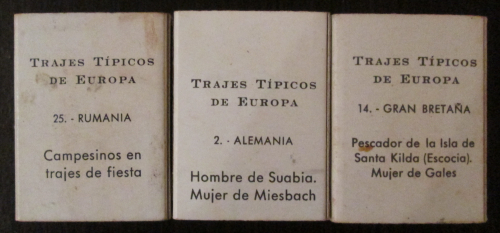 TRAJES TÍPICOS
DE EUROPA
25. - RUMANIA
Campesinos en
trajes de fiesta
TRAJES TÍPICOS
DE EUROPA
2. - ALEMANIA
Hombre de Suabia.
Mujer de Miesbach
TRAJES TÍPICOS
DE EUROPA
14. - GRAN BRETAÑA
Pescador de la Isla de
Santa Kilda (Escocia).
Mujer de Gales